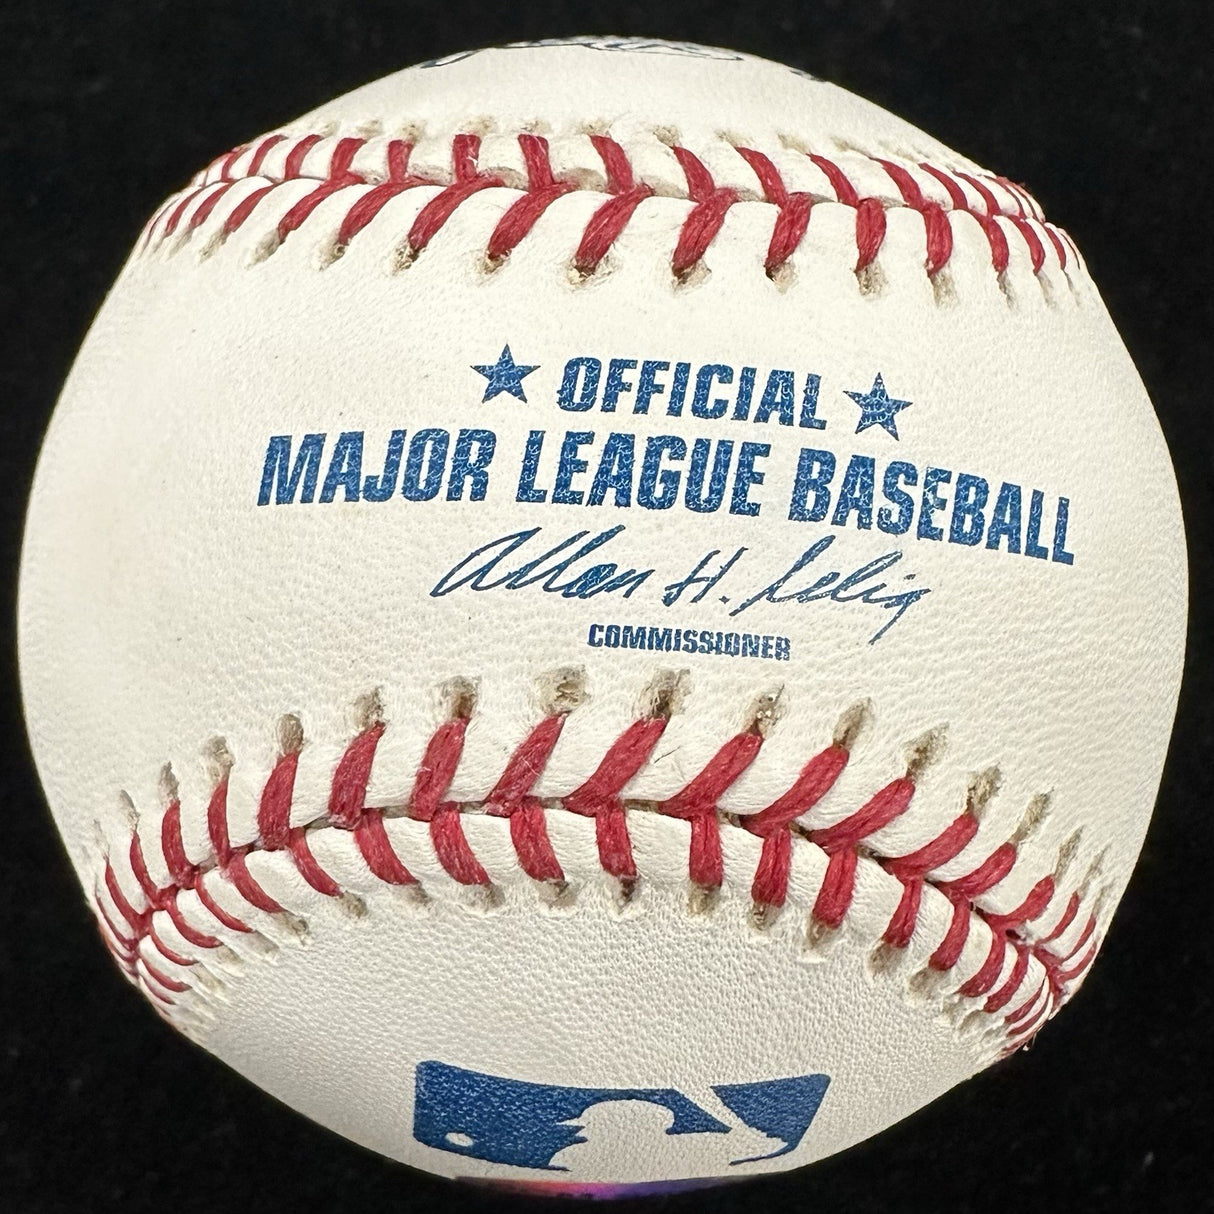 ★ OFFICIAL ★
MAJOR LEAGUE BASEBALL
Allan H. Selig
COMMISSIONER